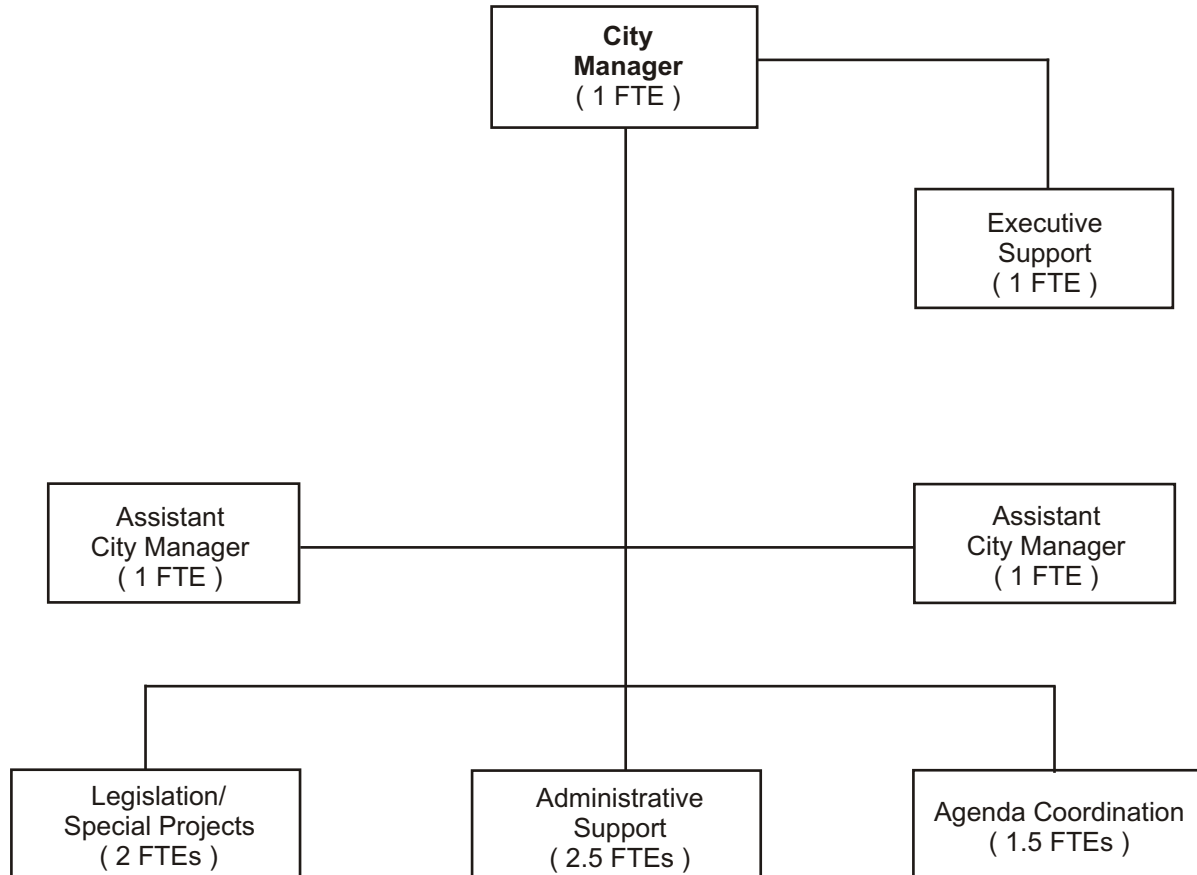 City
Manager
( 1 FTE )
Executive
Support
( 1 FTE )
Assistant
City Manager
( 1 FTE )
Assistant
City Manager
( 1 FTE )
Legislation/
Special Projects
( 2 FTEs )
Administrative
Support
( 2.5 FTEs )
Agenda Coordination
( 1.5 FTEs )